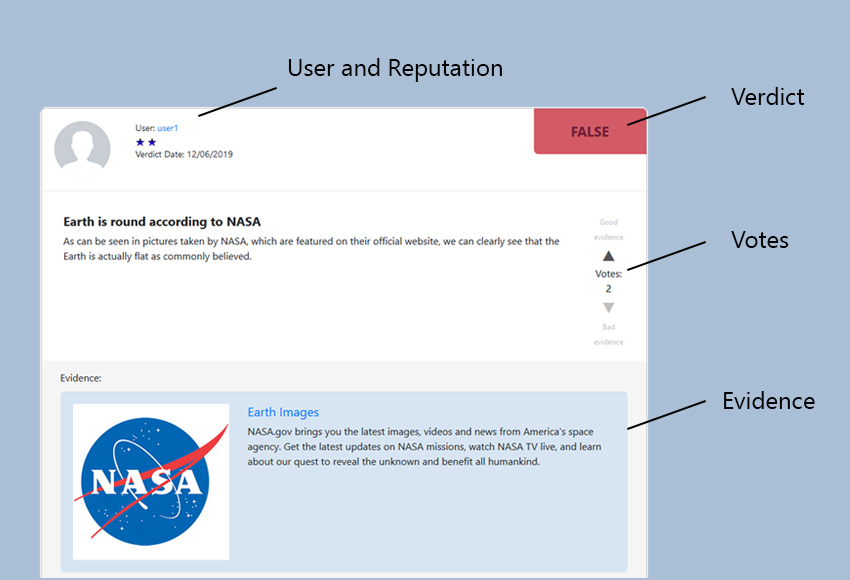 User and Reputation
Verdict
User: user1
Verdict Date: 12/06/2019
FALSE
Earth is round according to NASA
As can be seen in pictures taken by NASA, which are featured on their official website, we can clearly see that the
Earth is actually flat as commonly believed.
Good
evidence
Votes:
2
Bad
evidence
Votes
Evidence:
Evidence
NASA
Earth Images
NASA.gov brings you the latest images, videos and news from America's space
agency. Get the latest updates on NASA missions, watch NASA TV live, and learn
about our quest to reveal the unknown and benefit all humankind.